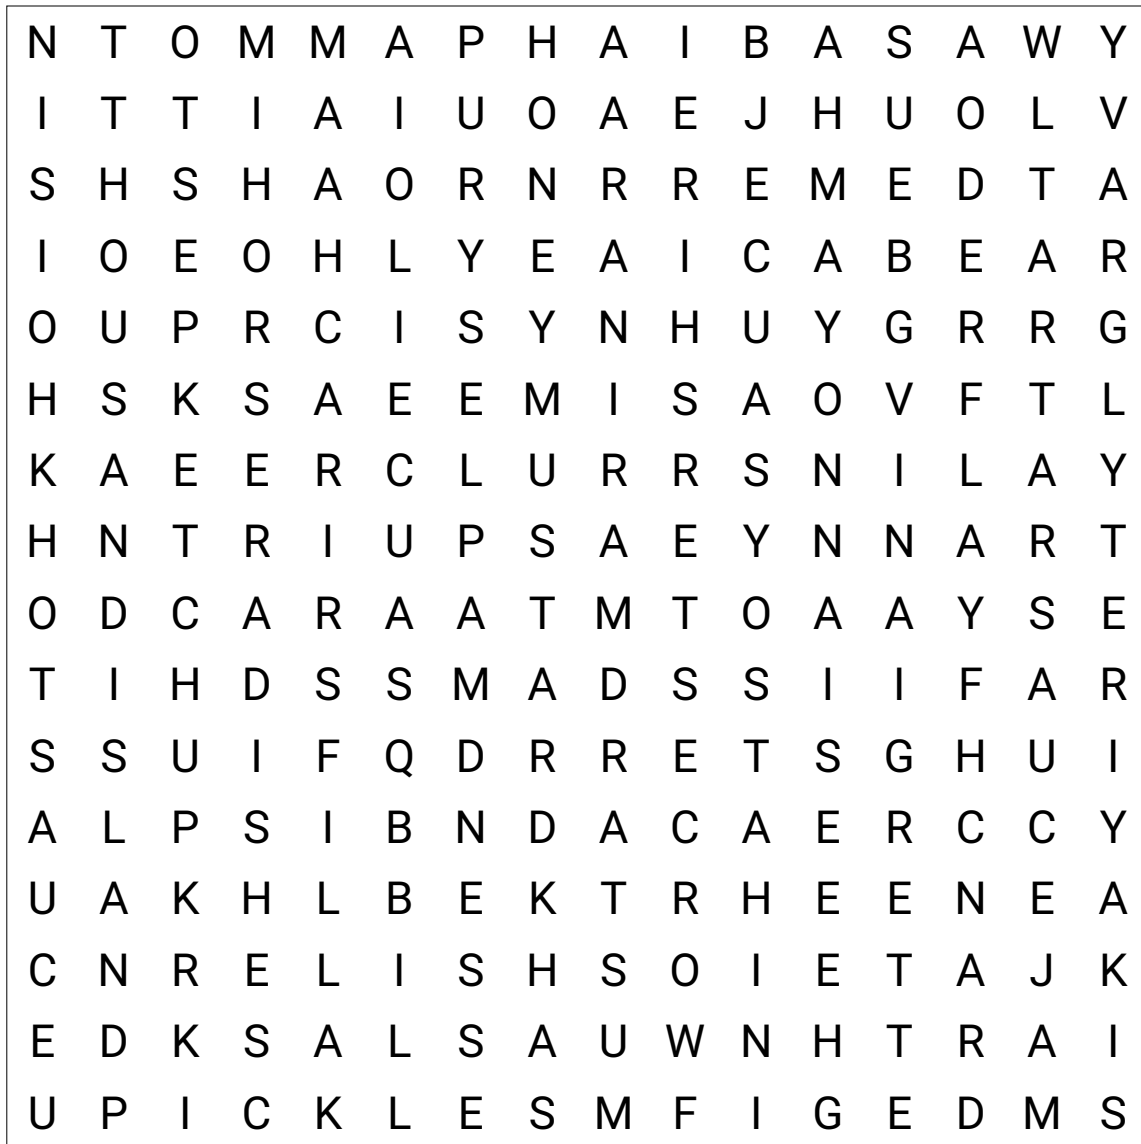 N T O M M A P H A I B A S A W Y
I T T I A I U O A E J H U O L V
S H S H A O R N R R E M E D T A
I O E O H L Y E A I C A B E A R
O U P R C I S Y N H U Y G R R G
H S K S A E E M I S A O V F T L
K A E E R C L U R R S N I L A Y
H N T R I U P S A E Y N N A R T
O D C A R A A T M T O A A Y S E
T I H D S S M A D S S I I F A R
S S U I F Q D R R E T S G H U I
A L P S I B N D A C A E R C C Y
U A K H L B E K T R H E E N E A
C N R E L I S H S O I E T A J K
E D K S A L S A U W N H T R A I
U P I C K L E S M F I G E D M S